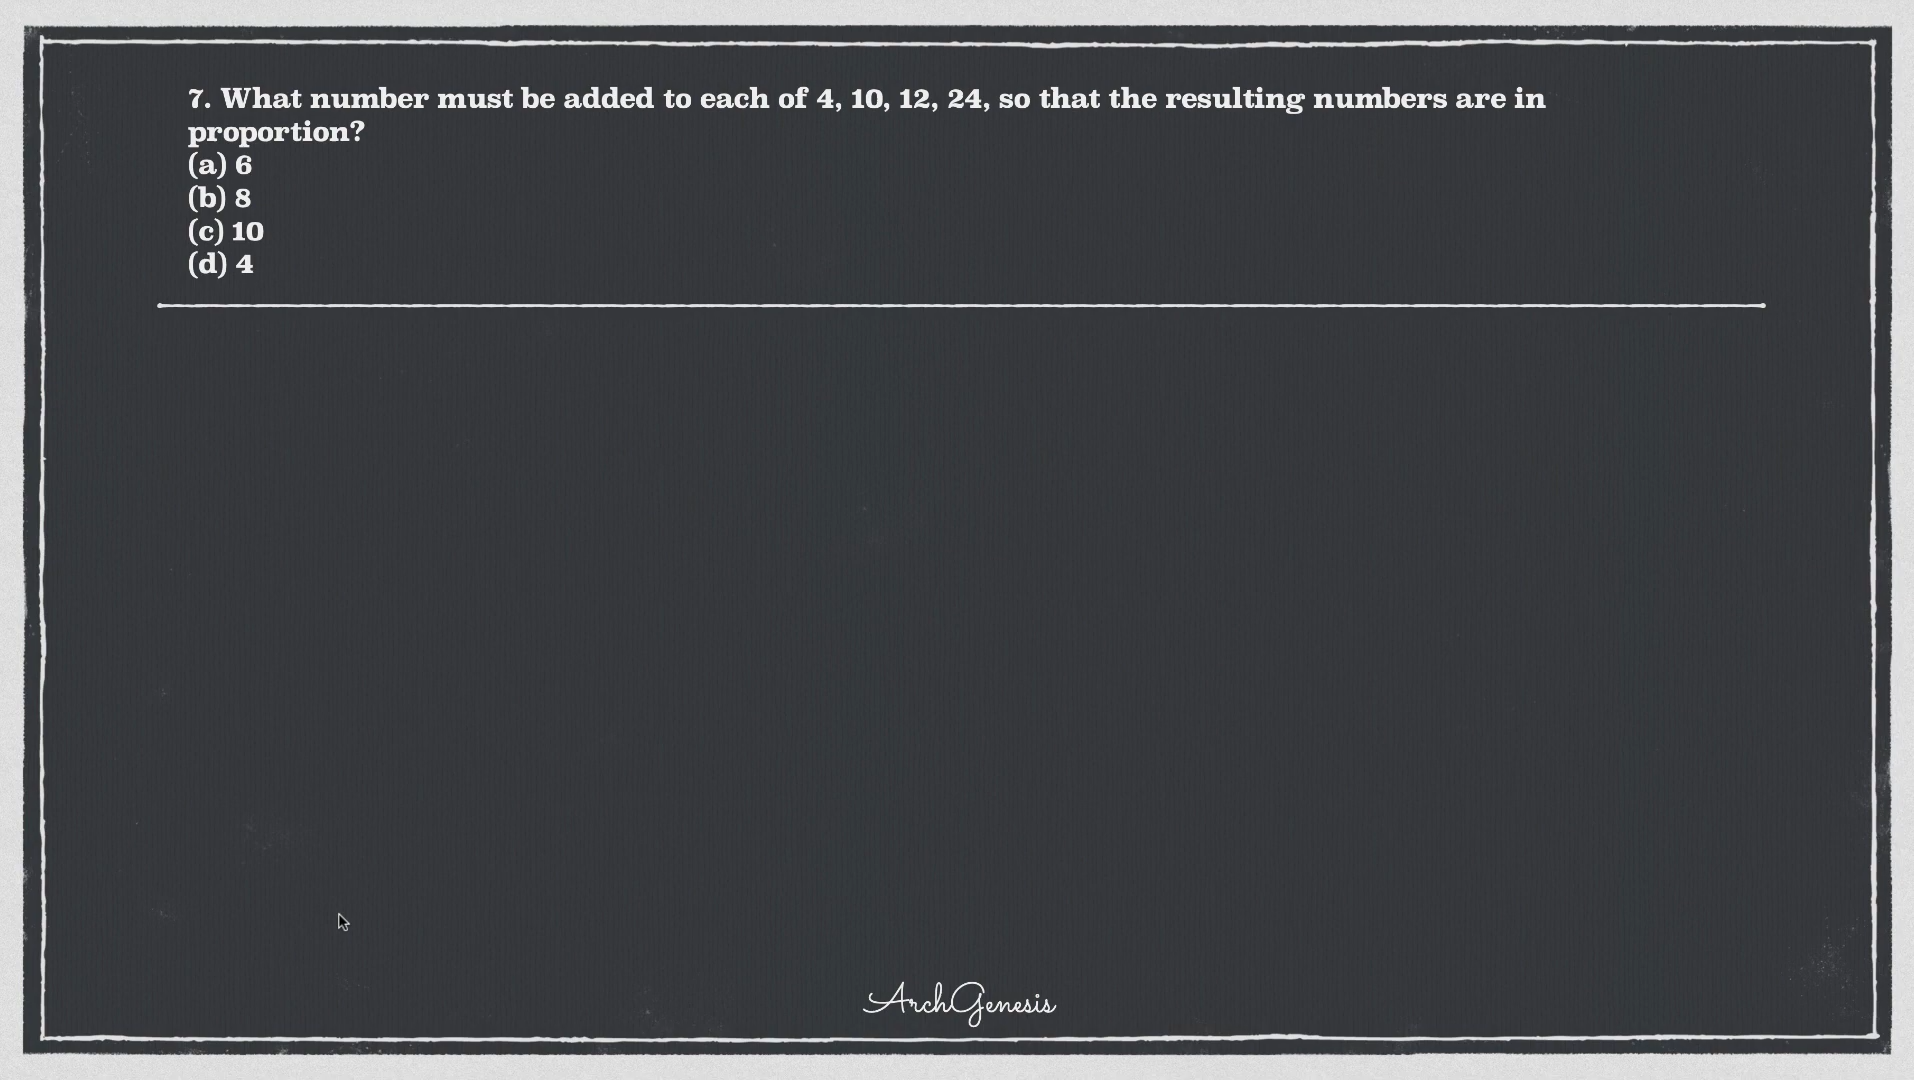 7. What number must be added to each of 4, 10, 12, 24, so that the resulting numbers are in
proportion?
(a) 6
(b) 8
(c) 10
(d) 4
ArchGenesis